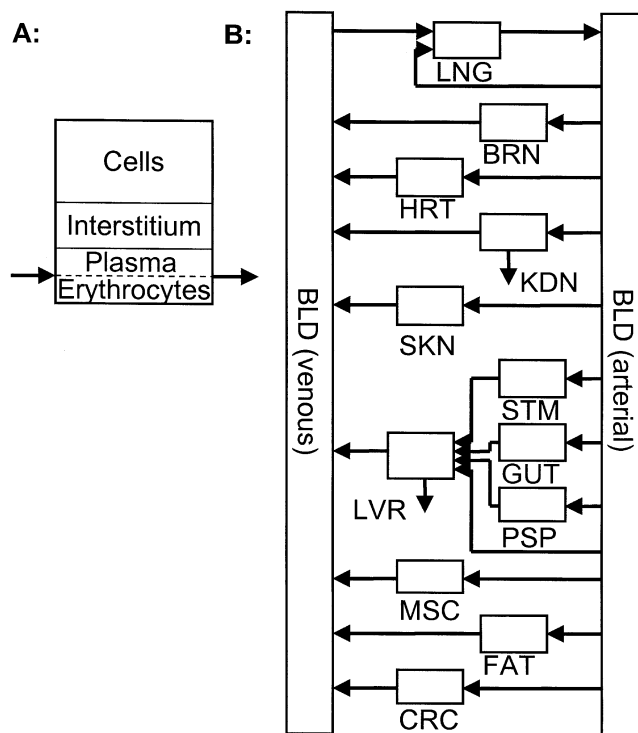 A:
B:
Cells
Interstitium
Plasma
Erythrocytes
BLD (venous)
BLD (arterial)
LNG
BRN
HRT
KDN
SKN
STM
GUT
LVR
PSP
MSC
FAT
CRC